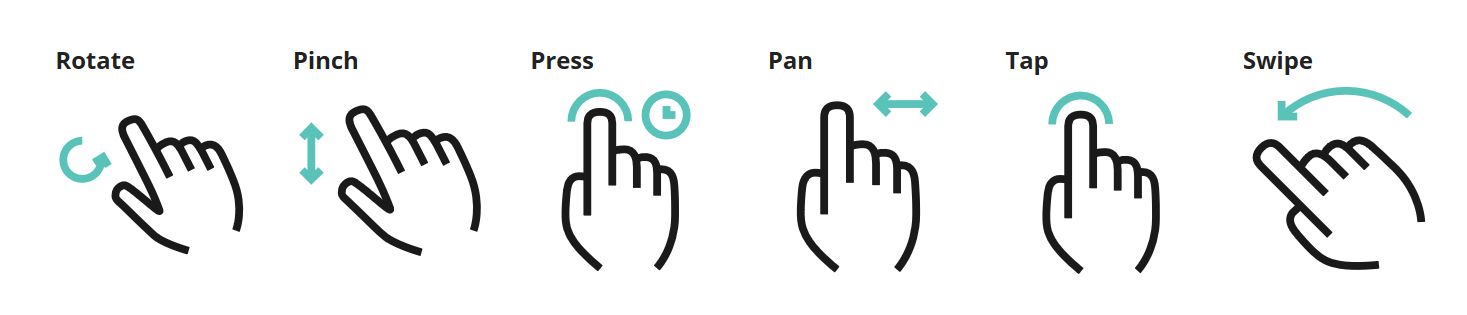 Rotate
Pinch
Press
Pan
Tap
Swipe